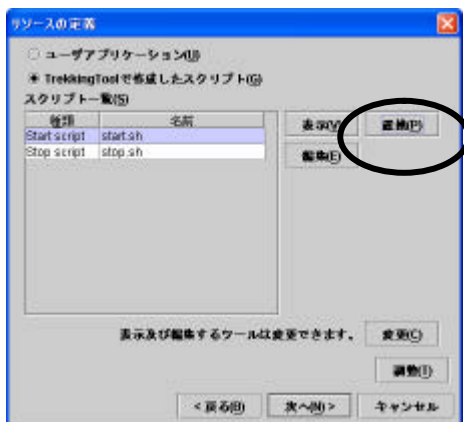 リソースの定義
ユーザアプリケーション(U)
TrekkingToolで作成したスクリプト(G)
スクリプト一覧(S)
種類 名前
Start script start.sh
Stop script stop.sh
表示(V) 置換(P)
編集(E)
表示及び編集するツールは変更できます。 変更(C)
調整(T)
< 戻る(B) 次へ(N) > キャンセル